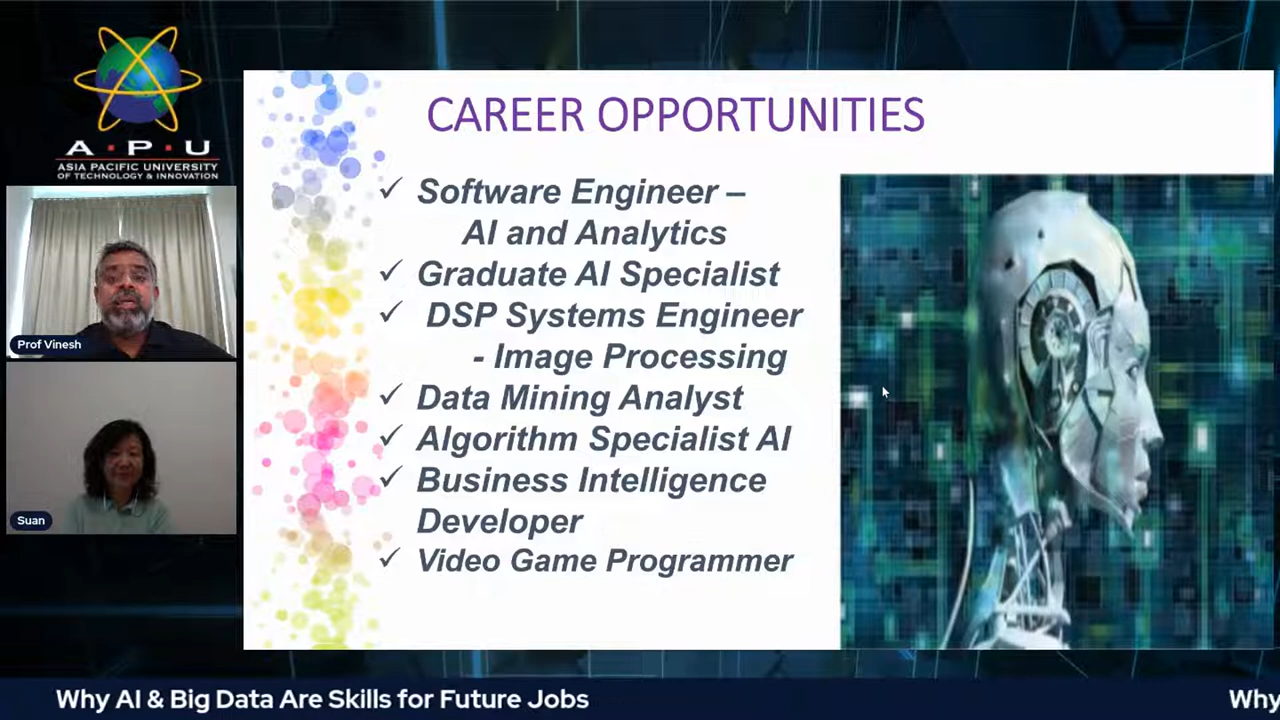 A·P·U
ASIA PACIFIC UNIVERSITY
OF TECHNOLOGY & INNOVATION
Prof Vinesh
Suan
CAREER OPPORTUNITIES
✓ Software Engineer –
AI and Analytics
✓ Graduate AI Specialist
✓ DSP Systems Engineer
- Image Processing
✓ Data Mining Analyst
✓ Algorithm Specialist AI
✓ Business Intelligence
Developer
✓ Video Game Programmer
Why AI & Big Data Are Skills for Future Jobs
Why